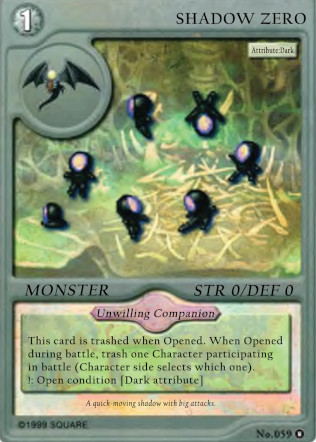 1
SHADOW ZERO
Attribute:Dark
MONSTER STR 0/DEF 0
Unwilling Companion
This card is trashed when Opened. When Opened
during battle, trash one Character participating
in battle (Character side selects which one).
!: Open condition [Dark attribute]
A quick-moving shadow with big attacks.
©1999 SQUARE
No.059